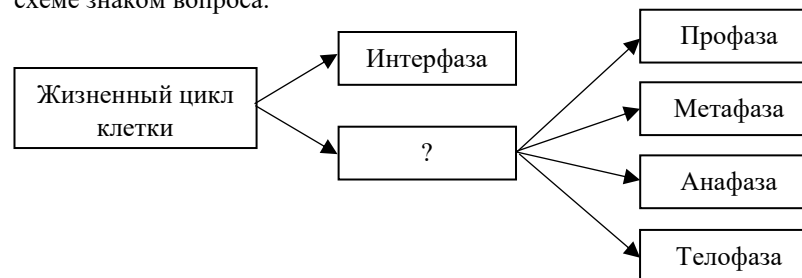 схеме знаком вопроса.
Жизненный цикл
клетки
Интерфаза
?
Профаза
Метафаза
Анафаза
Телофаза